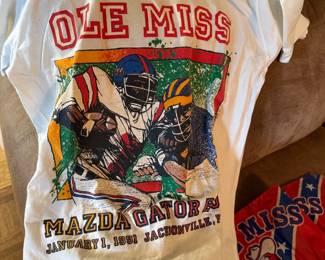 OLE MISS
MAZDA GATOR
JANUARY 1, 1991 JACKSONVILLE,
MISS